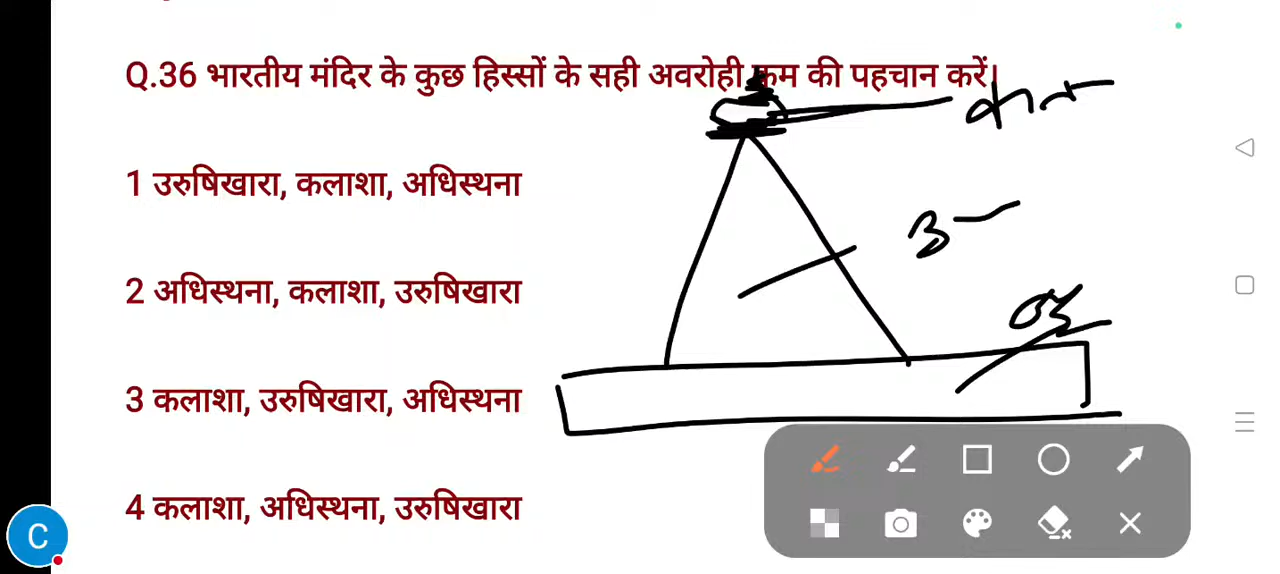 Q.36 भारतीय मंदिर के कुछ हिस्सों के सही अवरोही क्रम की पहचान करें।
1 उरुषिखारा, कलाशा, अधिस्थना
2 अधिस्थना, कलाशा, उरुषिखारा
3 कलाशा, उरुषिखारा, अधिस्थना
4 कलाशा, अधिस्थना, उरुषिखारा
C